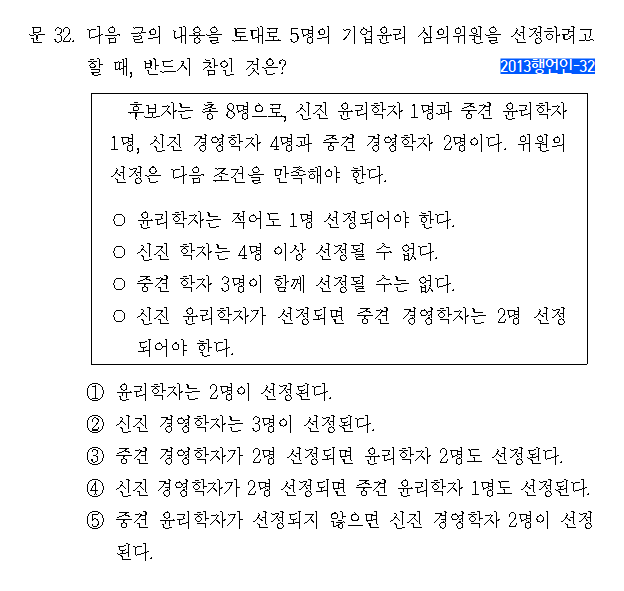 문 32. 다음 글의 내용을 토대로 5명의 기업윤리 심의위원을 선정하려고
할 때, 반드시 참인 것은?
2013행언인-32
후보자는 총 8명으로, 신진 윤리학자 1명과 중견 윤리학자
1명, 신진 경영학자 4명과 중견 경영학자 2명이다. 위원의
선정은 다음 조건을 만족해야 한다.
○ 윤리학자는 적어도 1명 선정되어야 한다.
○ 신진 학자는 4명 이상 선정될 수 없다.
○ 중견 학자 3명이 함께 선정될 수는 없다.
○ 신진 윤리학자가 선정되면 중견 경영학자는 2명 선정
되어야 한다.
① 윤리학자는 2명이 선정된다.
② 신진 경영학자는 3명이 선정된다.
③ 중견 경영학자가 2명 선정되면 윤리학자 2명도 선정된다.
④ 신진 경영학자가 2명 선정되면 중견 윤리학자 1명도 선정된다.
⑤ 중견 윤리학자가 선정되지 않으면 신진 경영학자 2명이 선정
된다.